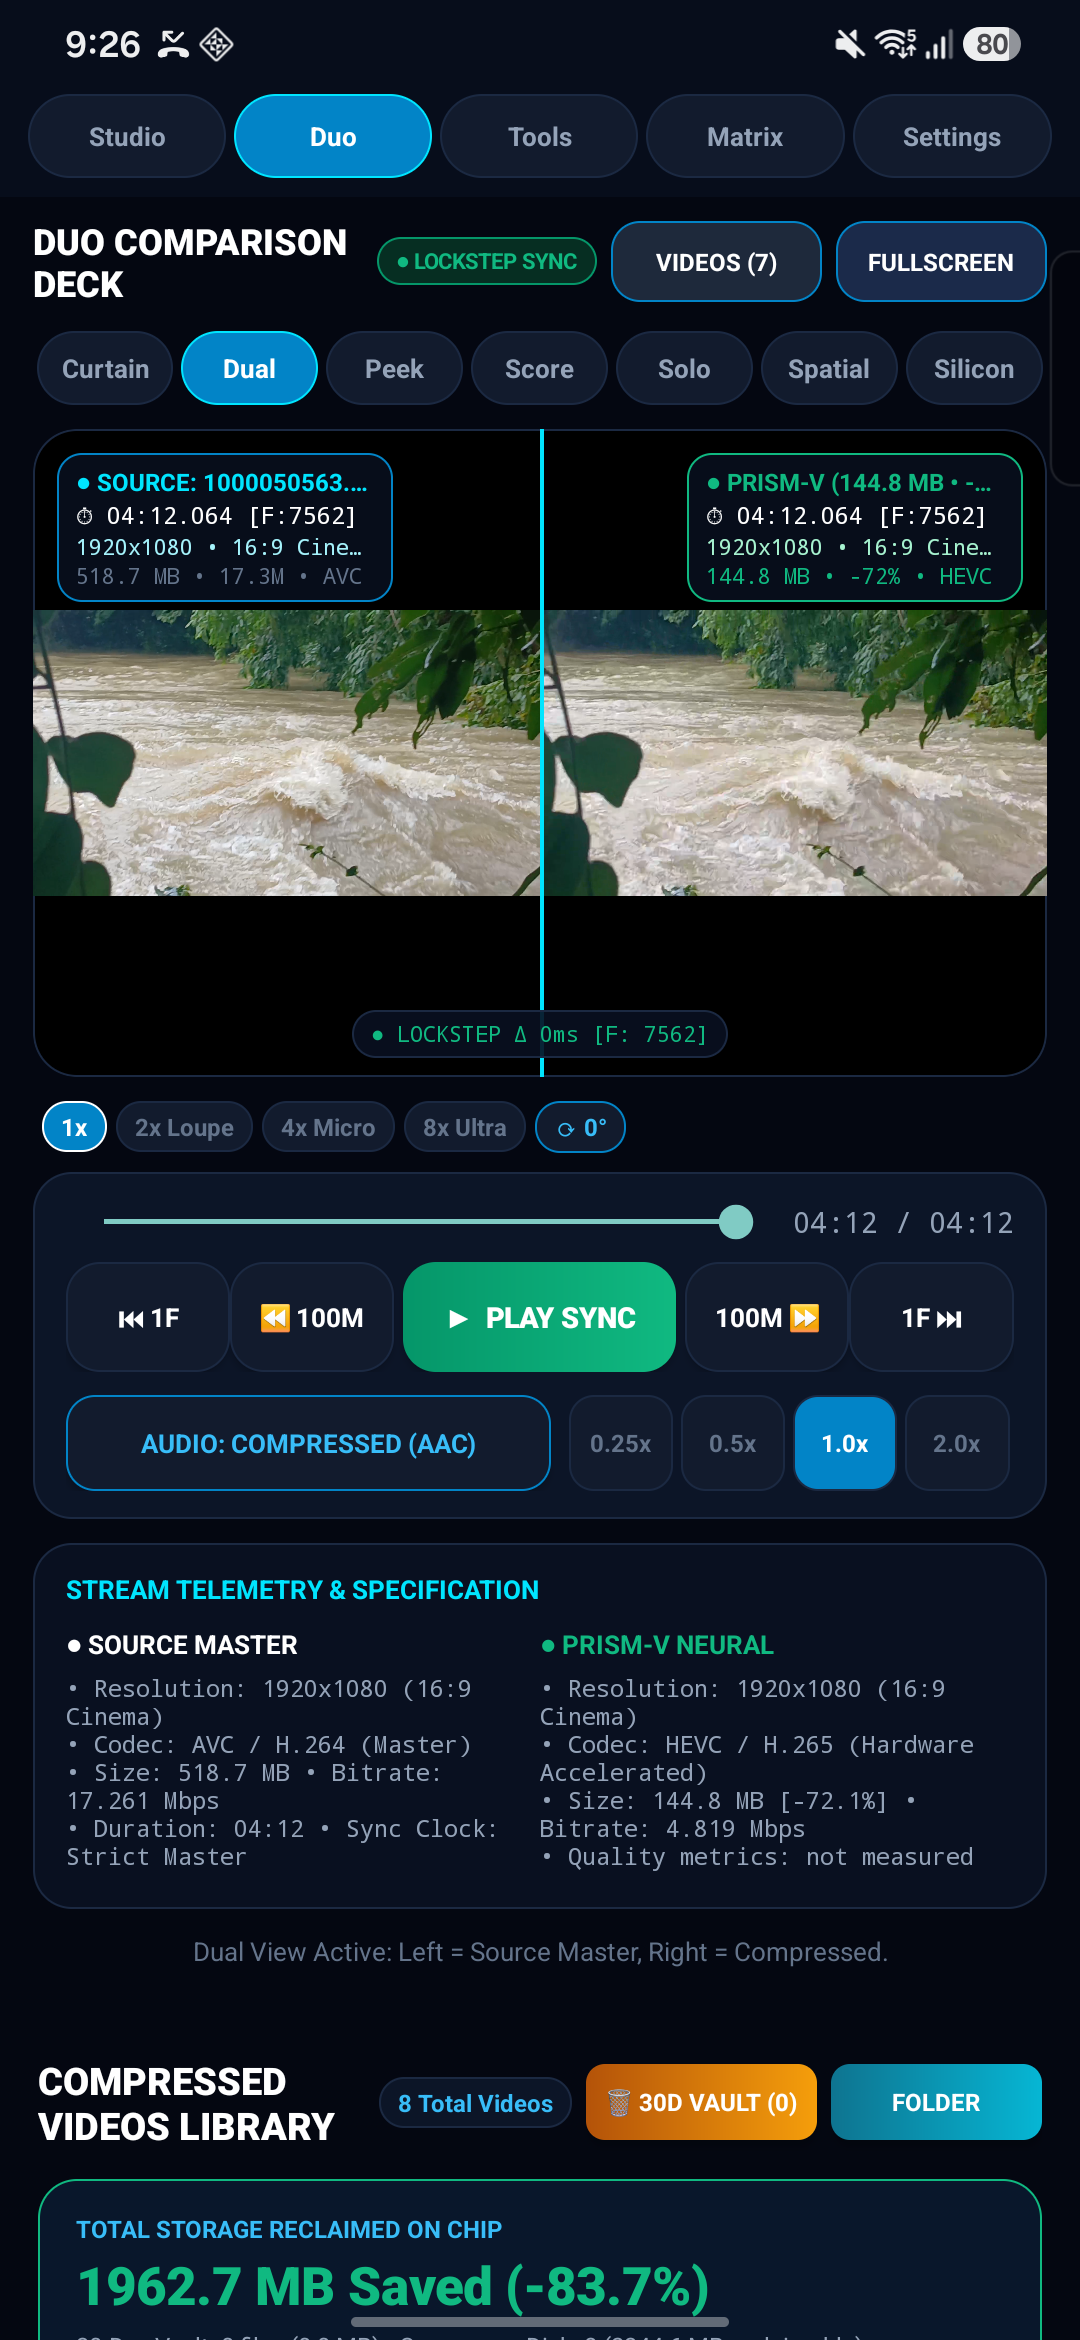 9:26
5
80
Studio
Duo
Tools
Matrix
Settings
DUO COMPARISON
DECK
● LOCKSTEP SYNC
VIDEOS (7)
FULLSCREEN
Curtain
Dual
Peek
Score
Solo
Spatial
Silicon
● SOURCE: 1000050563....
⏱ 04:12.064 [F:7562]
1920x1080 • 16:9 Cine…
518.7 MB • 17.3M • AVC
● PRISM-V (144.8 MB • -…
⏱ 04:12.064 [F:7562]
1920x1080 • 16:9 Cine…
144.8 MB • -72% • HEVC
● LOCKSTEP Δ 0ms [F: 7562]
1x
2x Loupe
4x Micro
8x Ultra
⟳ 0°
04:12 / 04:12
⏮ 1F
⏪ 100M
▶ PLAY SYNC
100M ⏩
1F ⏭
AUDIO: COMPRESSED (AAC)
0.25x
0.5x
1.0x
2.0x
STREAM TELEMETRY & SPECIFICATION
● SOURCE MASTER
• Resolution: 1920x1080 (16:9
Cinema)
• Codec: AVC / H.264 (Master)
• Size: 518.7 MB • Bitrate:
17.261 Mbps
• Duration: 04:12 • Sync Clock:
Strict Master
● PRISM-V NEURAL
• Resolution: 1920x1080 (16:9
Cinema)
• Codec: HEVC / H.265 (Hardware
Accelerated)
• Size: 144.8 MB [-72.1%] •
Bitrate: 4.819 Mbps
• Quality metrics: not measured
Dual View Active: Left = Source Master, Right = Compressed.
COMPRESSED
VIDEOS LIBRARY
8 Total Videos
🗑 30D VAULT (0)
FOLDER
TOTAL STORAGE RECLAIMED ON CHIP
1962.7 MB Saved (-83.7%)